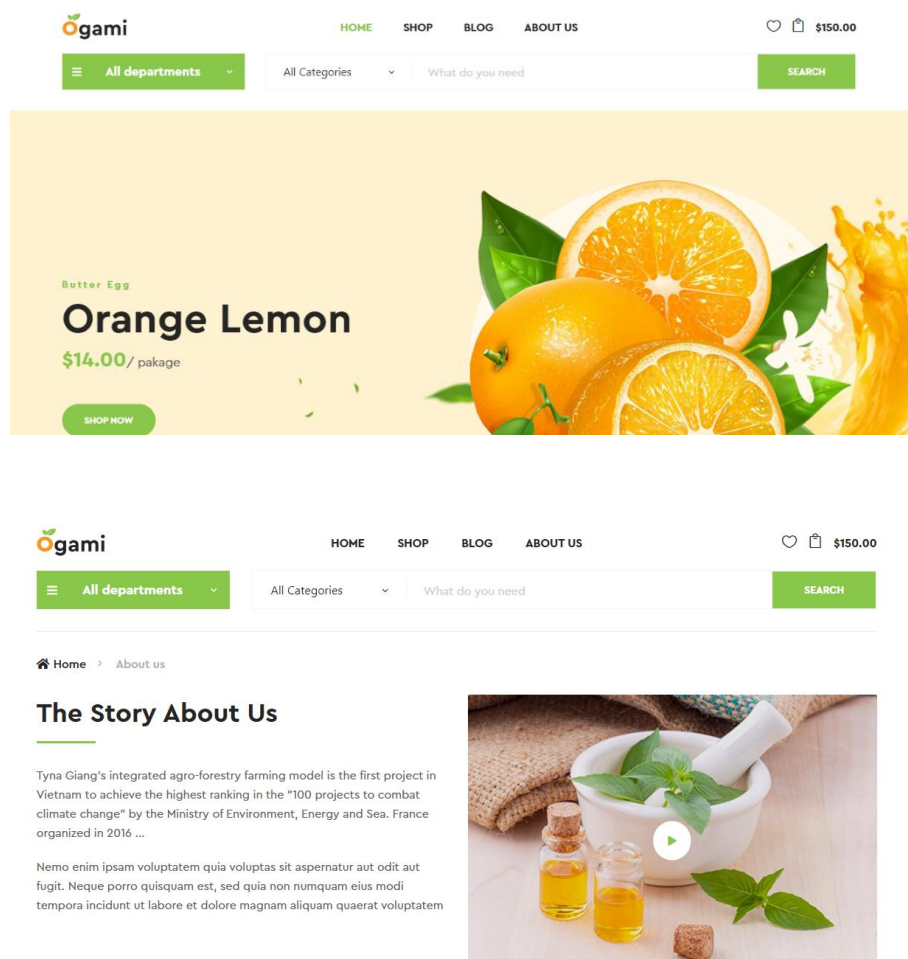 Ogami
HOME SHOP BLOG ABOUT US
$150.00
All departments
All Categories
What do you need
SEARCH
Butter Egg
Orange Lemon
$14.00/ pakage
SHOP NOW
Ogami
HOME SHOP BLOG ABOUT US
$150.00
All departments
All Categories
What do you need
SEARCH
Home > About us
The Story About Us
Tyna Giang's integrated agro-forestry farming model is the first project in
Vietnam to achieve the highest ranking in the "100 projects to combat
climate change" by the Ministry of Environment, Energy and Sea. France
organized in 2016 ...
Nemo enim ipsam voluptatem quia voluptas sit aspernatur aut odit aut
fugit. Neque porro quisquam est, sed quia non numquam eius modi
tempora incidunt ut labore et dolore magnam aliquam quaerat voluptatem